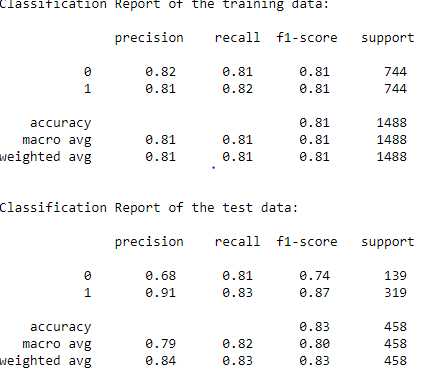 Classification Report of the training data:
precision recall f1-score support
0 0.82 0.81 0.81 744
1 0.81 0.82 0.81 744
accuracy 0.81 1488
macro avg 0.81 0.81 0.81 1488
weighted avg 0.81 0.81 0.81 1488
Classification Report of the test data:
precision recall f1-score support
0 0.68 0.81 0.74 139
1 0.91 0.83 0.87 319
accuracy 0.83 458
macro avg 0.79 0.82 0.80 458
weighted avg 0.84 0.83 0.83 458